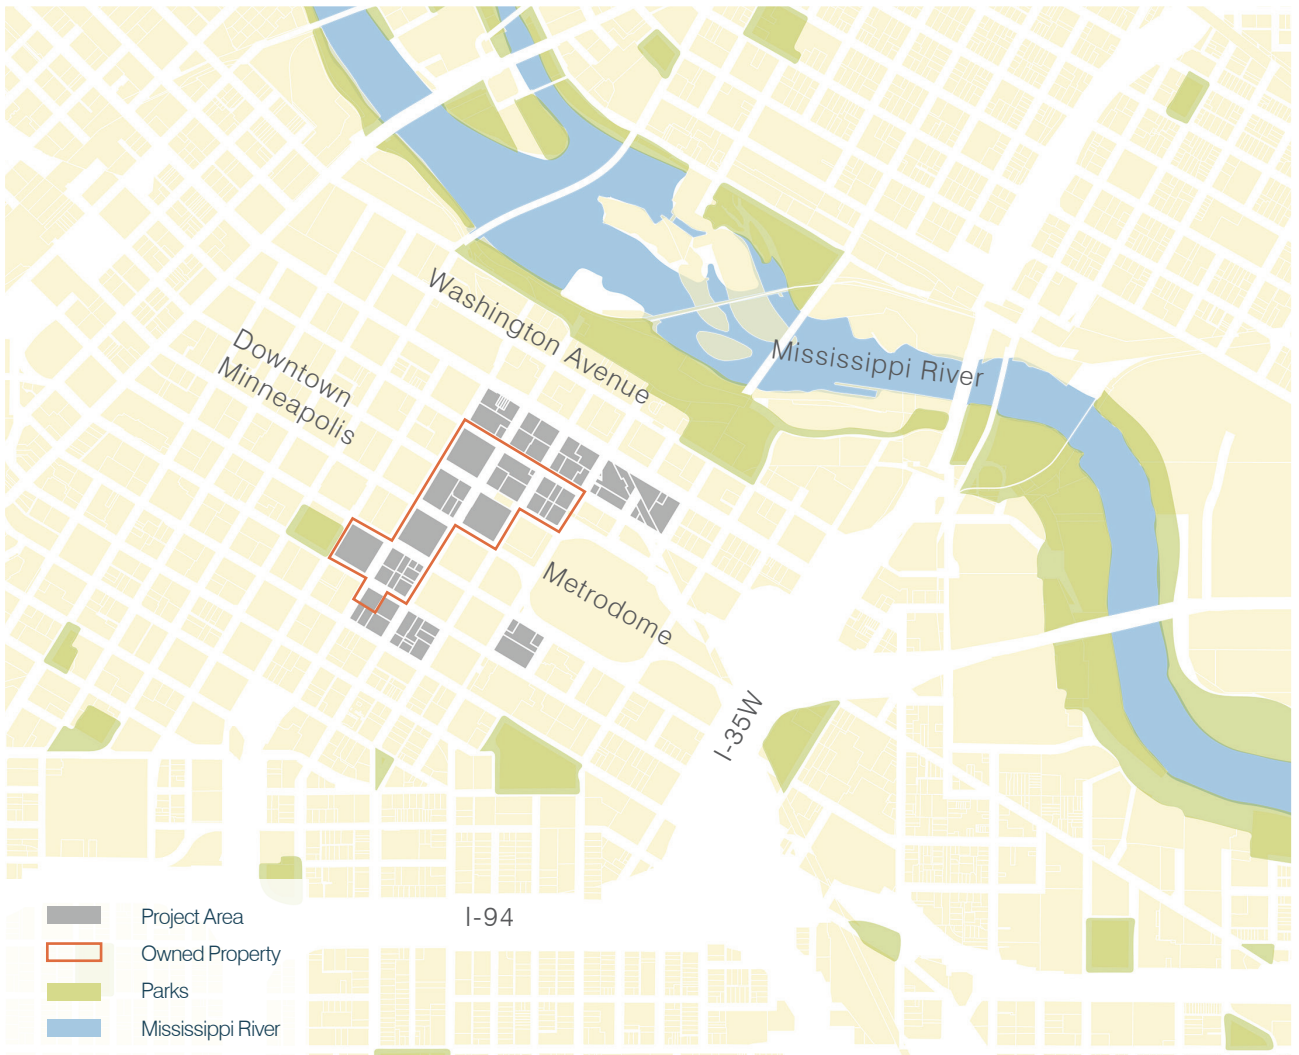 Washington Avenue
Downtown
Minneapolis
Mississippi River
Metrodome
I-35W
I-94
Project Area
Owned Property
Parks
Mississippi River